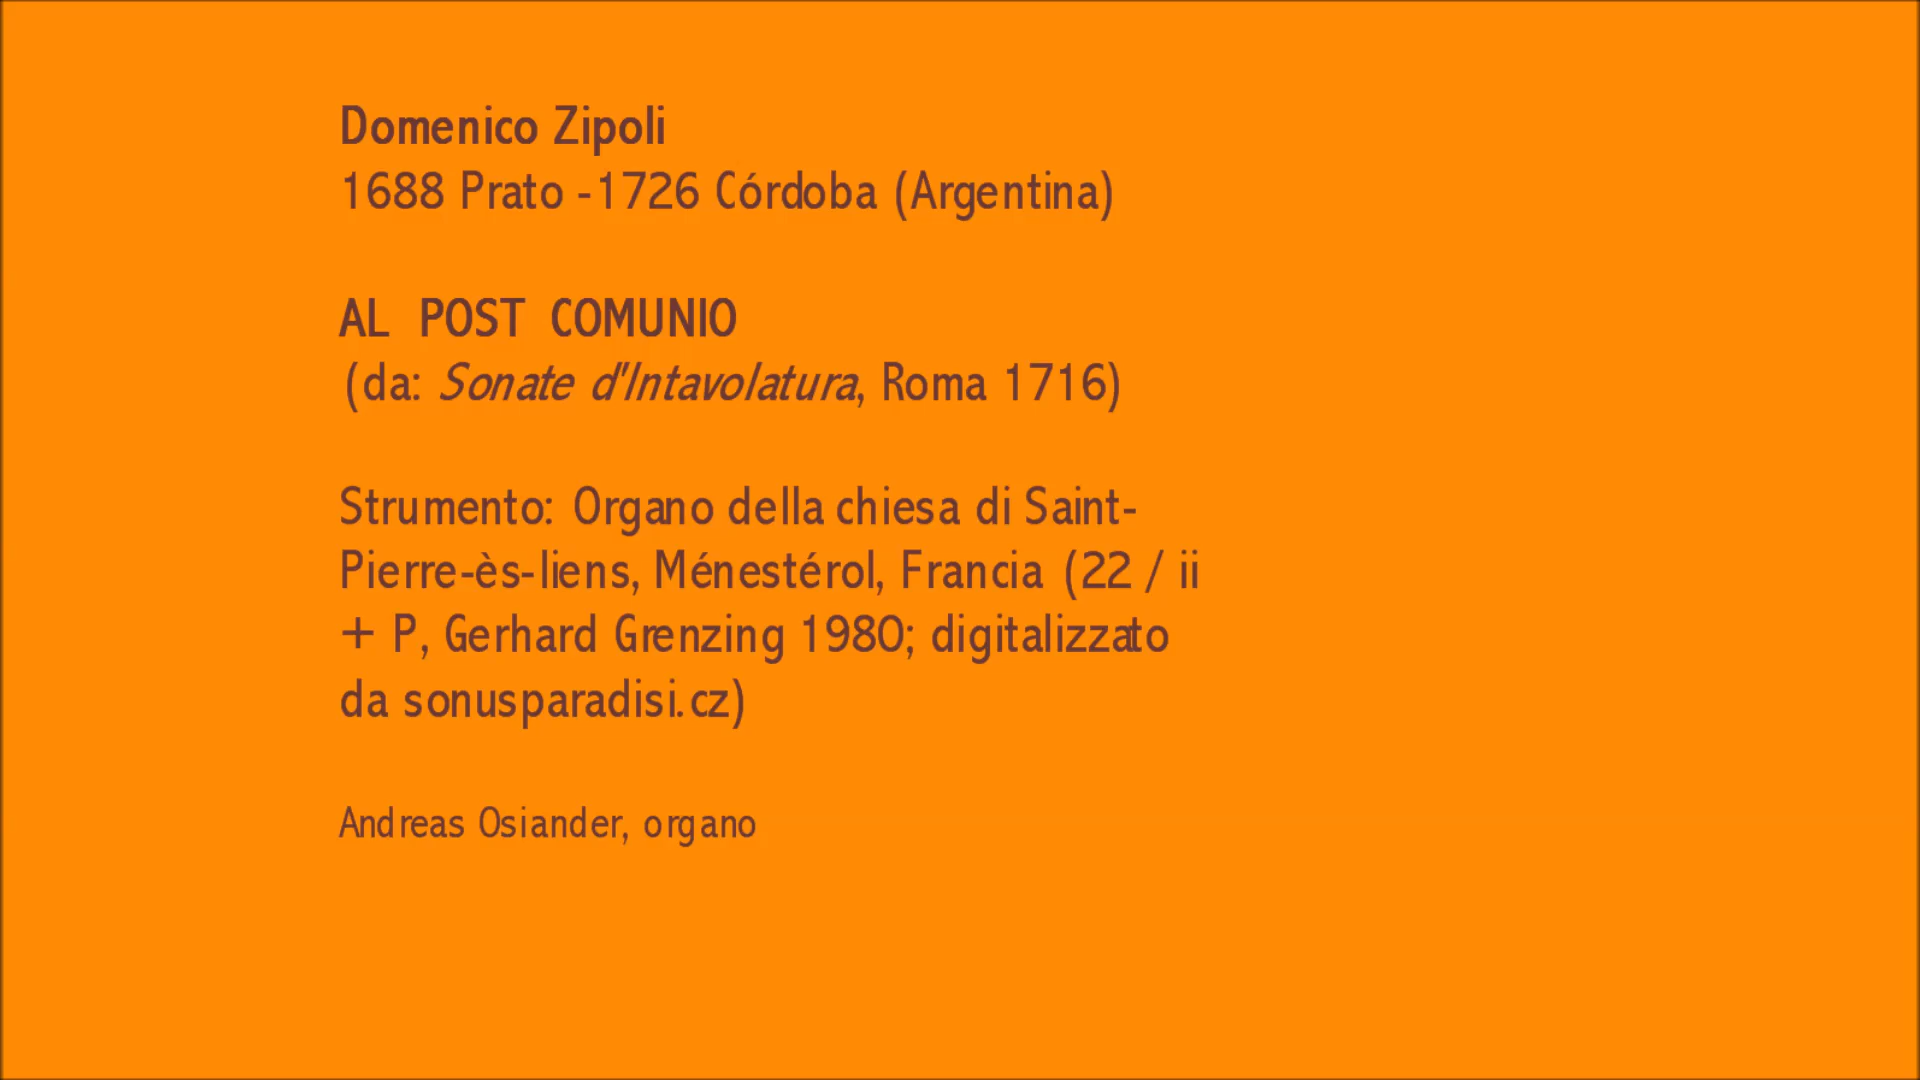 Domenico Zipoli
1688 Prato -1726 Córdoba (Argentina)
AL POST COMUNIO
(da: Sonate d'Intavolatura, Roma 1716)
Strumento: Organo della chiesa di Saint-
Pierre-ès-liens, Ménestérol, Francia (22 / ii
+ P, Gerhard Grenzing 1980; digitalizzato
da sonusparadisi.cz)
Andreas Osiander, organo